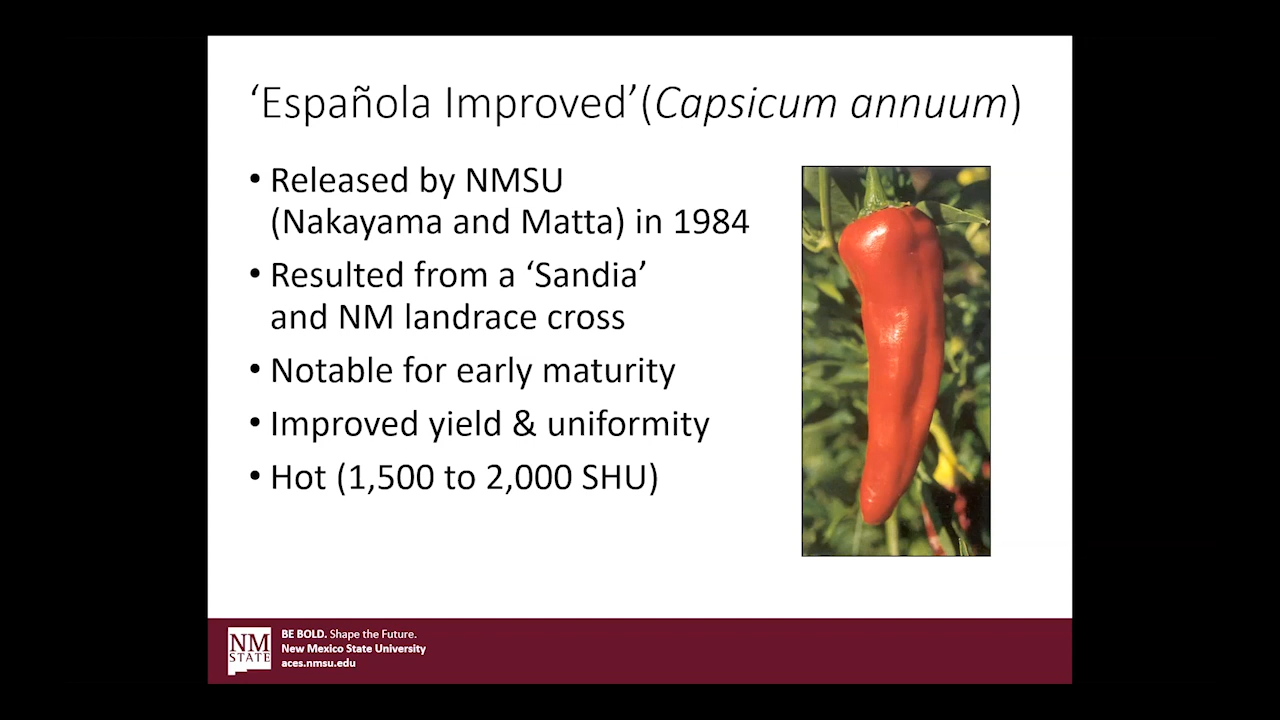 ‘Española Improved’(Capsicum annuum)
• Released by NMSU
(Nakayama and Matta) in 1984
• Resulted from a ‘Sandia’
and NM landrace cross
• Notable for early maturity
• Improved yield & uniformity
• Hot (1,500 to 2,000 SHU)
NM
STATE
BE BOLD. Shape the Future.
New Mexico State University
aces.nmsu.edu